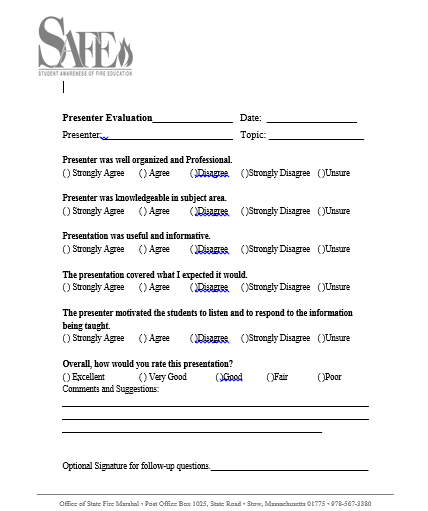 SAFE
STUDENT AWARENESS OF FIRE EDUCATION
Presenter Evaluation____________ Date: ____________
Presenter:____________ Topic: ____________
Presenter was well organized and Professional.
( ) Strongly Agree ( ) Agree ( )Disagree ( )Strongly Disagree ( )Unsure
Presenter was knowledgeable in subject area.
( ) Strongly Agree ( ) Agree ( )Disagree ( )Strongly Disagree ( )Unsure
Presentation was useful and informative.
( ) Strongly Agree ( ) Agree ( )Disagree ( )Strongly Disagree ( )Unsure
The presentation covered what I expected it would.
( ) Strongly Agree ( ) Agree ( )Disagree ( )Strongly Disagree ( )Unsure
The presenter motivated the students to listen and to respond to the information
being taught.
( ) Strongly Agree ( ) Agree ( )Disagree ( )Strongly Disagree ( )Unsure
Overall, how would you rate this presentation?
( ) Excellent ( ) Very Good ( )Good ( )Fair ( )Poor
Comments and Suggestions:
Optional Signature for follow-up questions.____________
Office of State Fire Marshal • Post Office Box 1025, State Road • Stow, Massachusetts 01775 • 978-567-3380